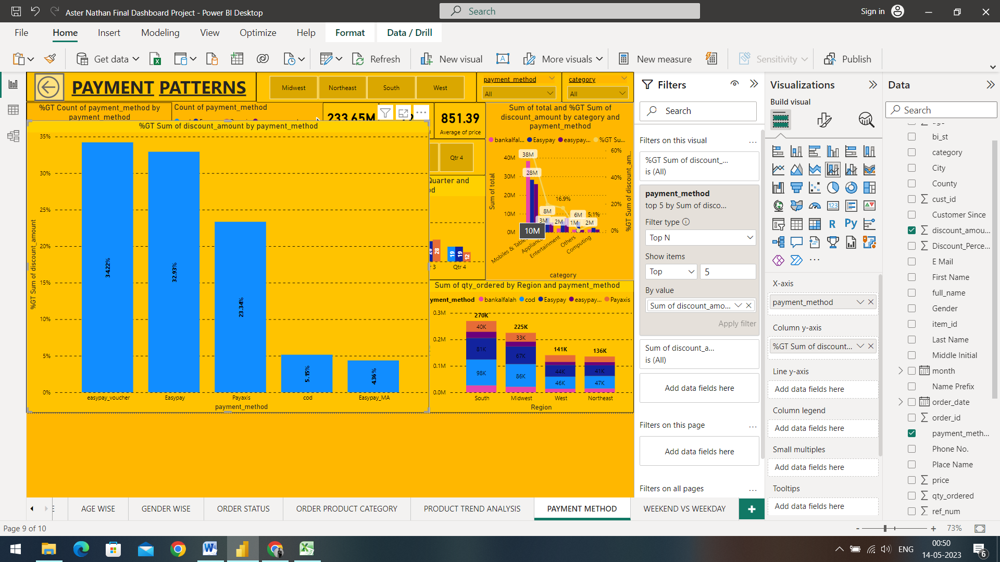 Aster Nathan Final Dashboard Project - Power BI Desktop
Search
Sign in
File
Home
Insert
Modeling
View
Optimize
Help
Format
Data / Drill
Get data
Refresh
New visual
More visuals
New measure
Sensitivity
Publish
PAYMENT PATTERNS
Midwest
Northeast
South
West
payment_method
All
category
All
%GT Count of payment_method by
payment_method
Count of payment_method
233.65M
851.39
Average of price
Qtr 4
%GT Sum of discount_amount by payment_method
%GT Sum of discount_amount
35%
30%
25%
20%
15%
10%
5%
0%
34.22%
32.93%
23.34%
5.15%
4.36%
easypay_voucher
Easypay
Payaxis
cod
Easypay_MA
payment_method
Quarter and
28
19
19
12
Qtr 4
Sum of total and %GT Sum of
discount_amount by category and
payment_method
bankalfal...
Easypay
easypay...
%GT Su...
Sum of total
40M
30M
20M
10M
0M
60%
40%
20%
0%
%GT Sum of discount_am...
38M
28M
16.9%
8M
6M
5.1%
3M
2M
1M
2M
10M
Appliance
Entertainment
Others
Computing
category
Sum of qty_ordered by Region and payment_method
yment_method
bankalfalah
cod
Easypay
easypay...
Payaxis
0.3M
0.2M
0.1M
0.0M
270K
40K
81K
98K
225K
33K
67K
86K
141K
44K
46K
136K
41K
47K
South
Midwest
West
Northeast
Region
Filters
Search
Filters on this visual
...
%GT Sum of discount_...
is (All)
payment_method
top 5 by Sum of disco...
Filter type
Top N
Show items
Top
5
By value
Sum of discount_amo...
Apply filter
Sum of discount_a...
is (All)
Add data fields here
Filters on this page
...
Add data fields here
Filters on all pages
...
Visualizations
Build visual
R
Py
123
...
X-axis
payment_method
Column y-axis
%GT Sum of discount...
Line y-axis
Add data fields here
Column legend
Add data fields here
Small multiples
Add data fields here
Tooltips
Add data fields here
Data
Search
bi_st
category
City
County
cust_id
Customer Since
discount_amou...
Discount_Perce...
E Mail
First Name
full_name
Gender
item_id
Last Name
Middle Initial
month
Name Prefix
order_date
order_id
payment_meth...
Phone No.
Place Name
price
qty_ordered
ref_num
AGE WISE
GENDER WISE
ORDER STATUS
ORDER PRODUCT CATEGORY
PRODUCT TREND ANALYSIS
PAYMENT METHOD
WEEKEND VS WEEKDAY
+
Page 9 of 10
- + 73%
ENG
00:50
14-05-2023
6